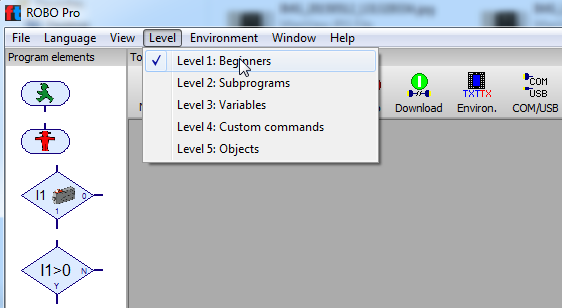 ROBO Pro
File Language View Level Environment Window Help
Program elements
To
Level 1: Beginners
Level 2: Subprograms
Level 3: Variables
Level 4: Custom commands
Level 5: Objects
COM
TXTTX USB
N Download Environ. COM/USB
I1 0
1
I1>0 N
Y